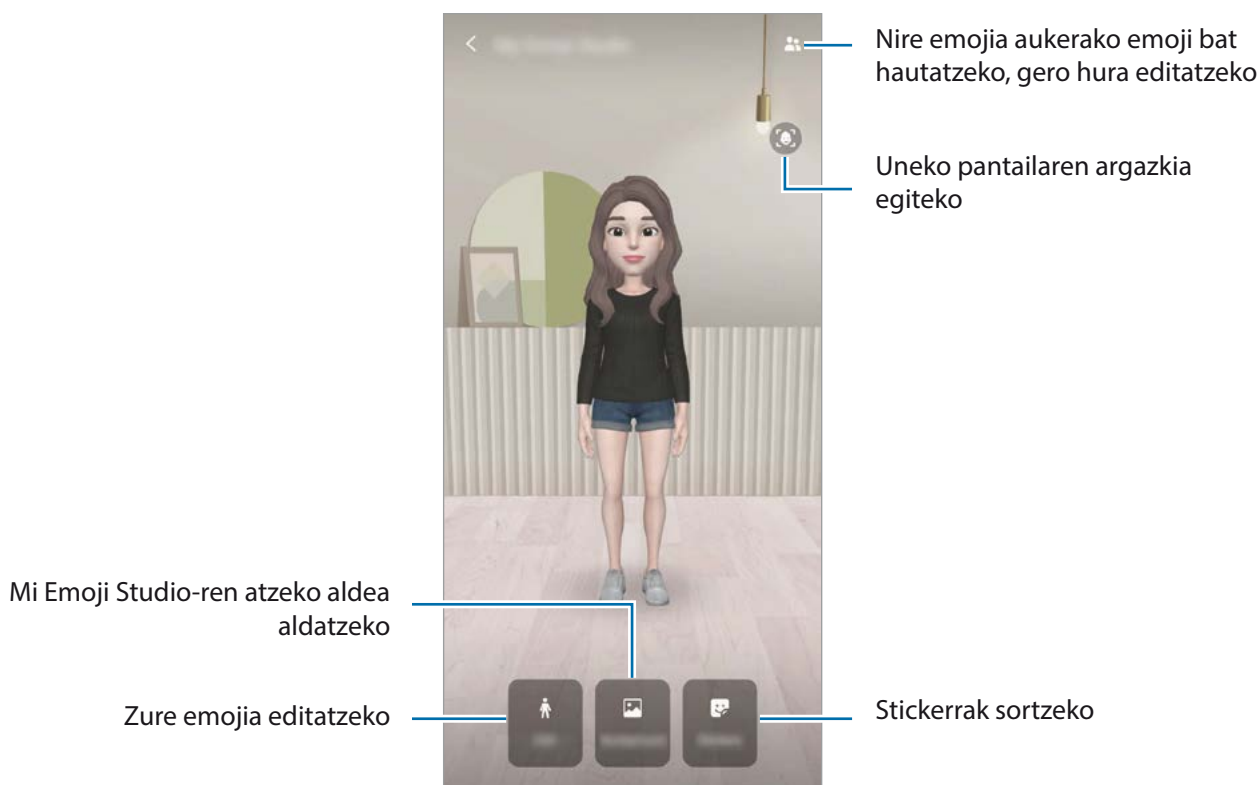 Nire emojia aukerako emoji bat
hautatzeko, gero hura editatzeko
Uneko pantailaren argazkia
egiteko
Mi Emoji Studio-ren atzeko aldea
aldatzeko
Zure emojia editatzeko
Stickerrak sortzeko